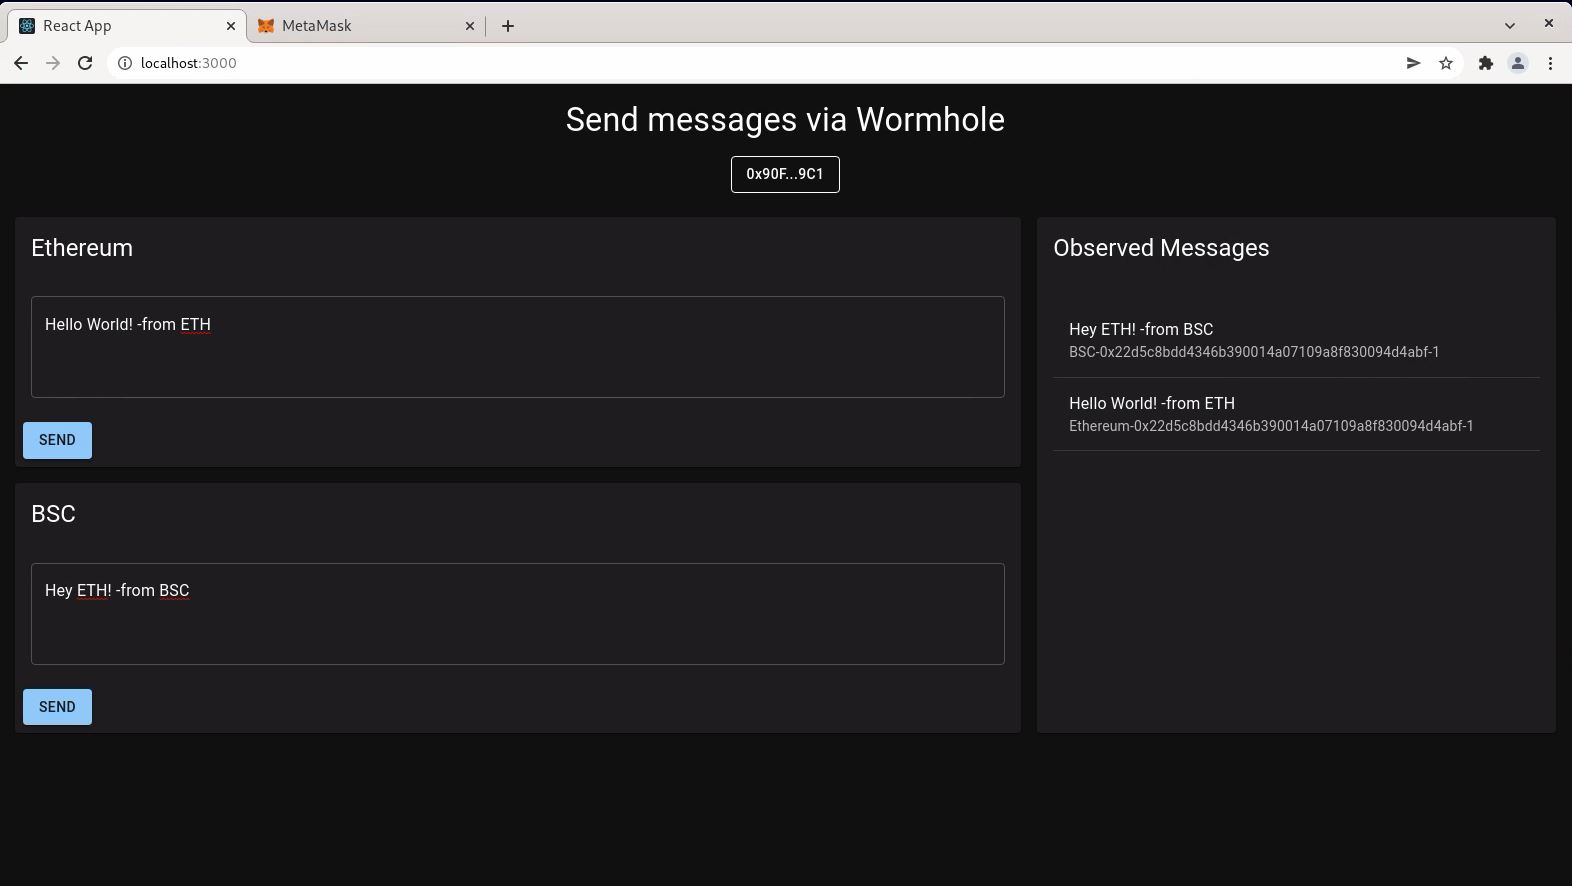 React App
MetaMask
localhost:3000
Send messages via Wormhole
0x90F...9C1
Ethereum
Hello World! -from ETH
SEND
BSC
Hey ETH! -from BSC
SEND
Observed Messages
Hey ETH! -from BSC
BSC-0x22d5c8bdd4346b390014a07109a8f830094d4abf-1
Hello World! -from ETH
Ethereum-0x22d5c8bdd4346b390014a07109a8f830094d4abf-1